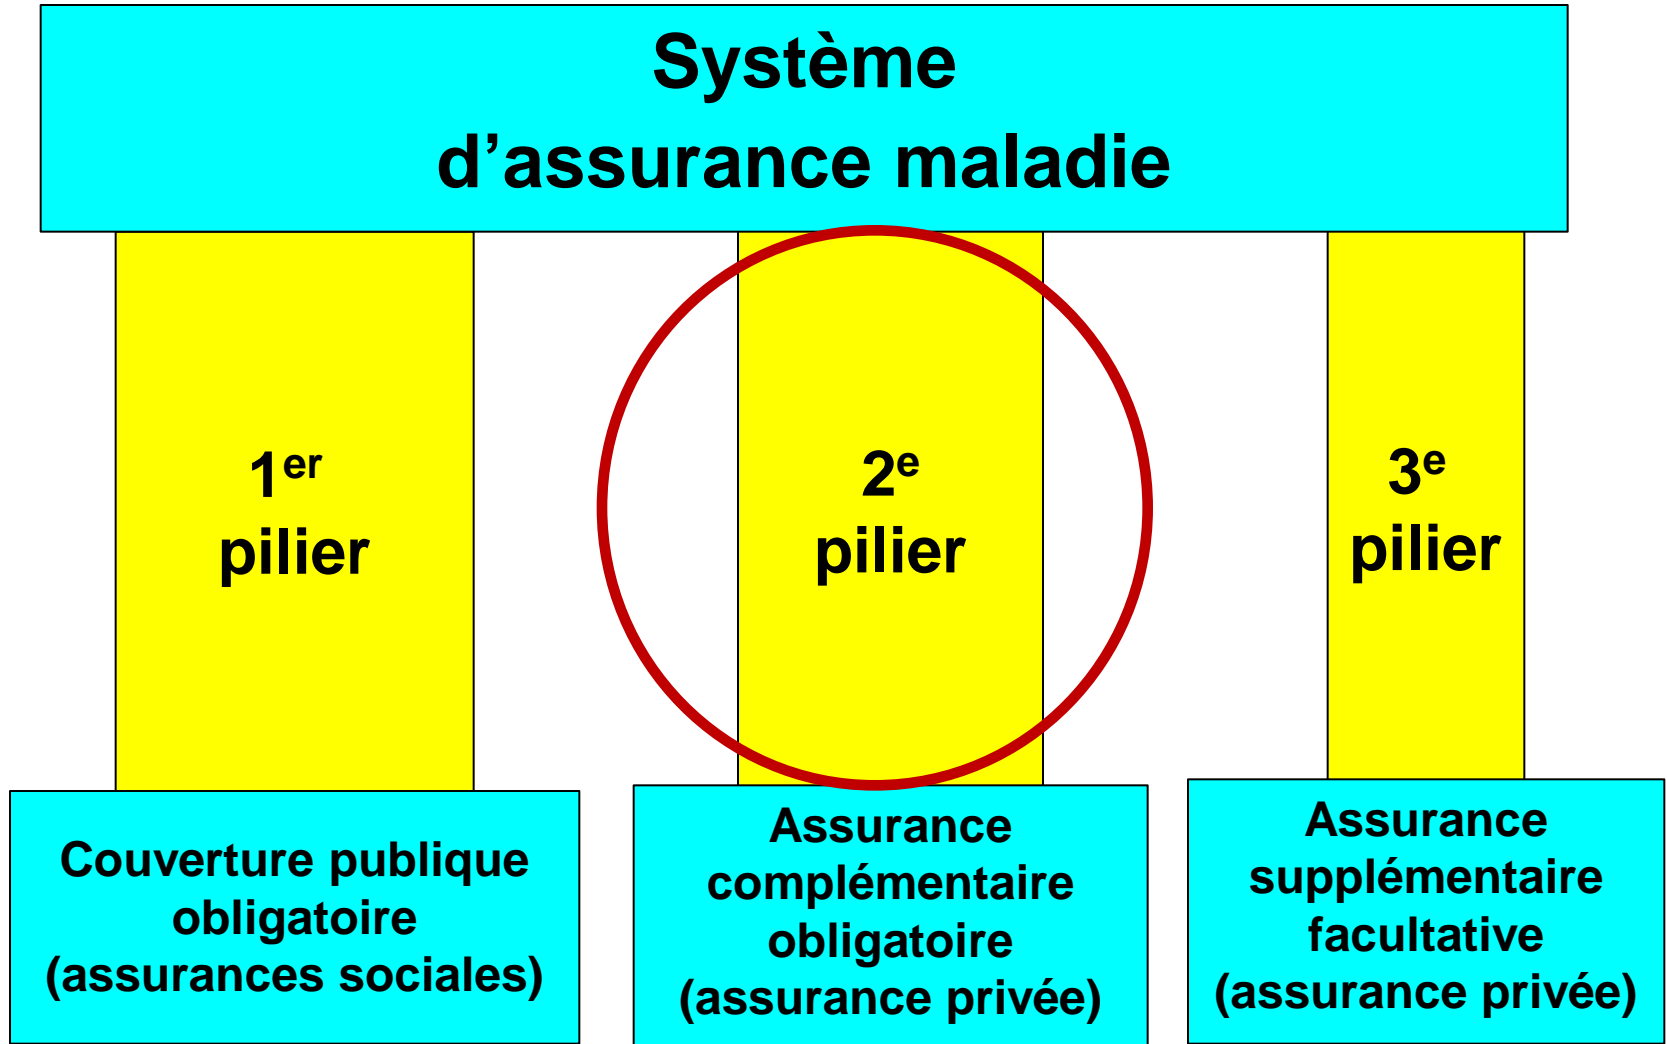 Système
d’assurance maladie
1er
pilier
2e
pilier
3e
pilier
Couverture publique
obligatoire
(assurances sociales)
Assurance
complémentaire
obligatoire
(assurance privée)
Assurance
supplémentaire
facultative
(assurance privée)